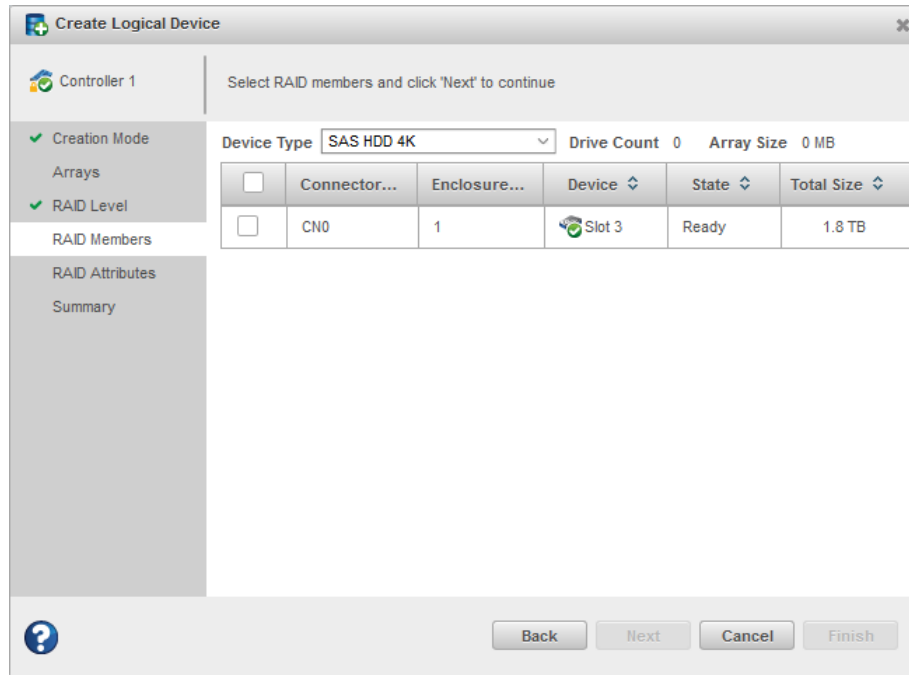 Create Logical Device
Controller 1
Select RAID members and click 'Next' to continue
Creation Mode
Arrays
RAID Level
RAID Members
RAID Attributes
Summary
Device Type SAS HDD 4K Drive Count 0 Array Size 0 MB
Connector... Enclosure... Device State Total Size
CN0 1 Slot 3 Ready 1.8 TB
Back Next Cancel Finish